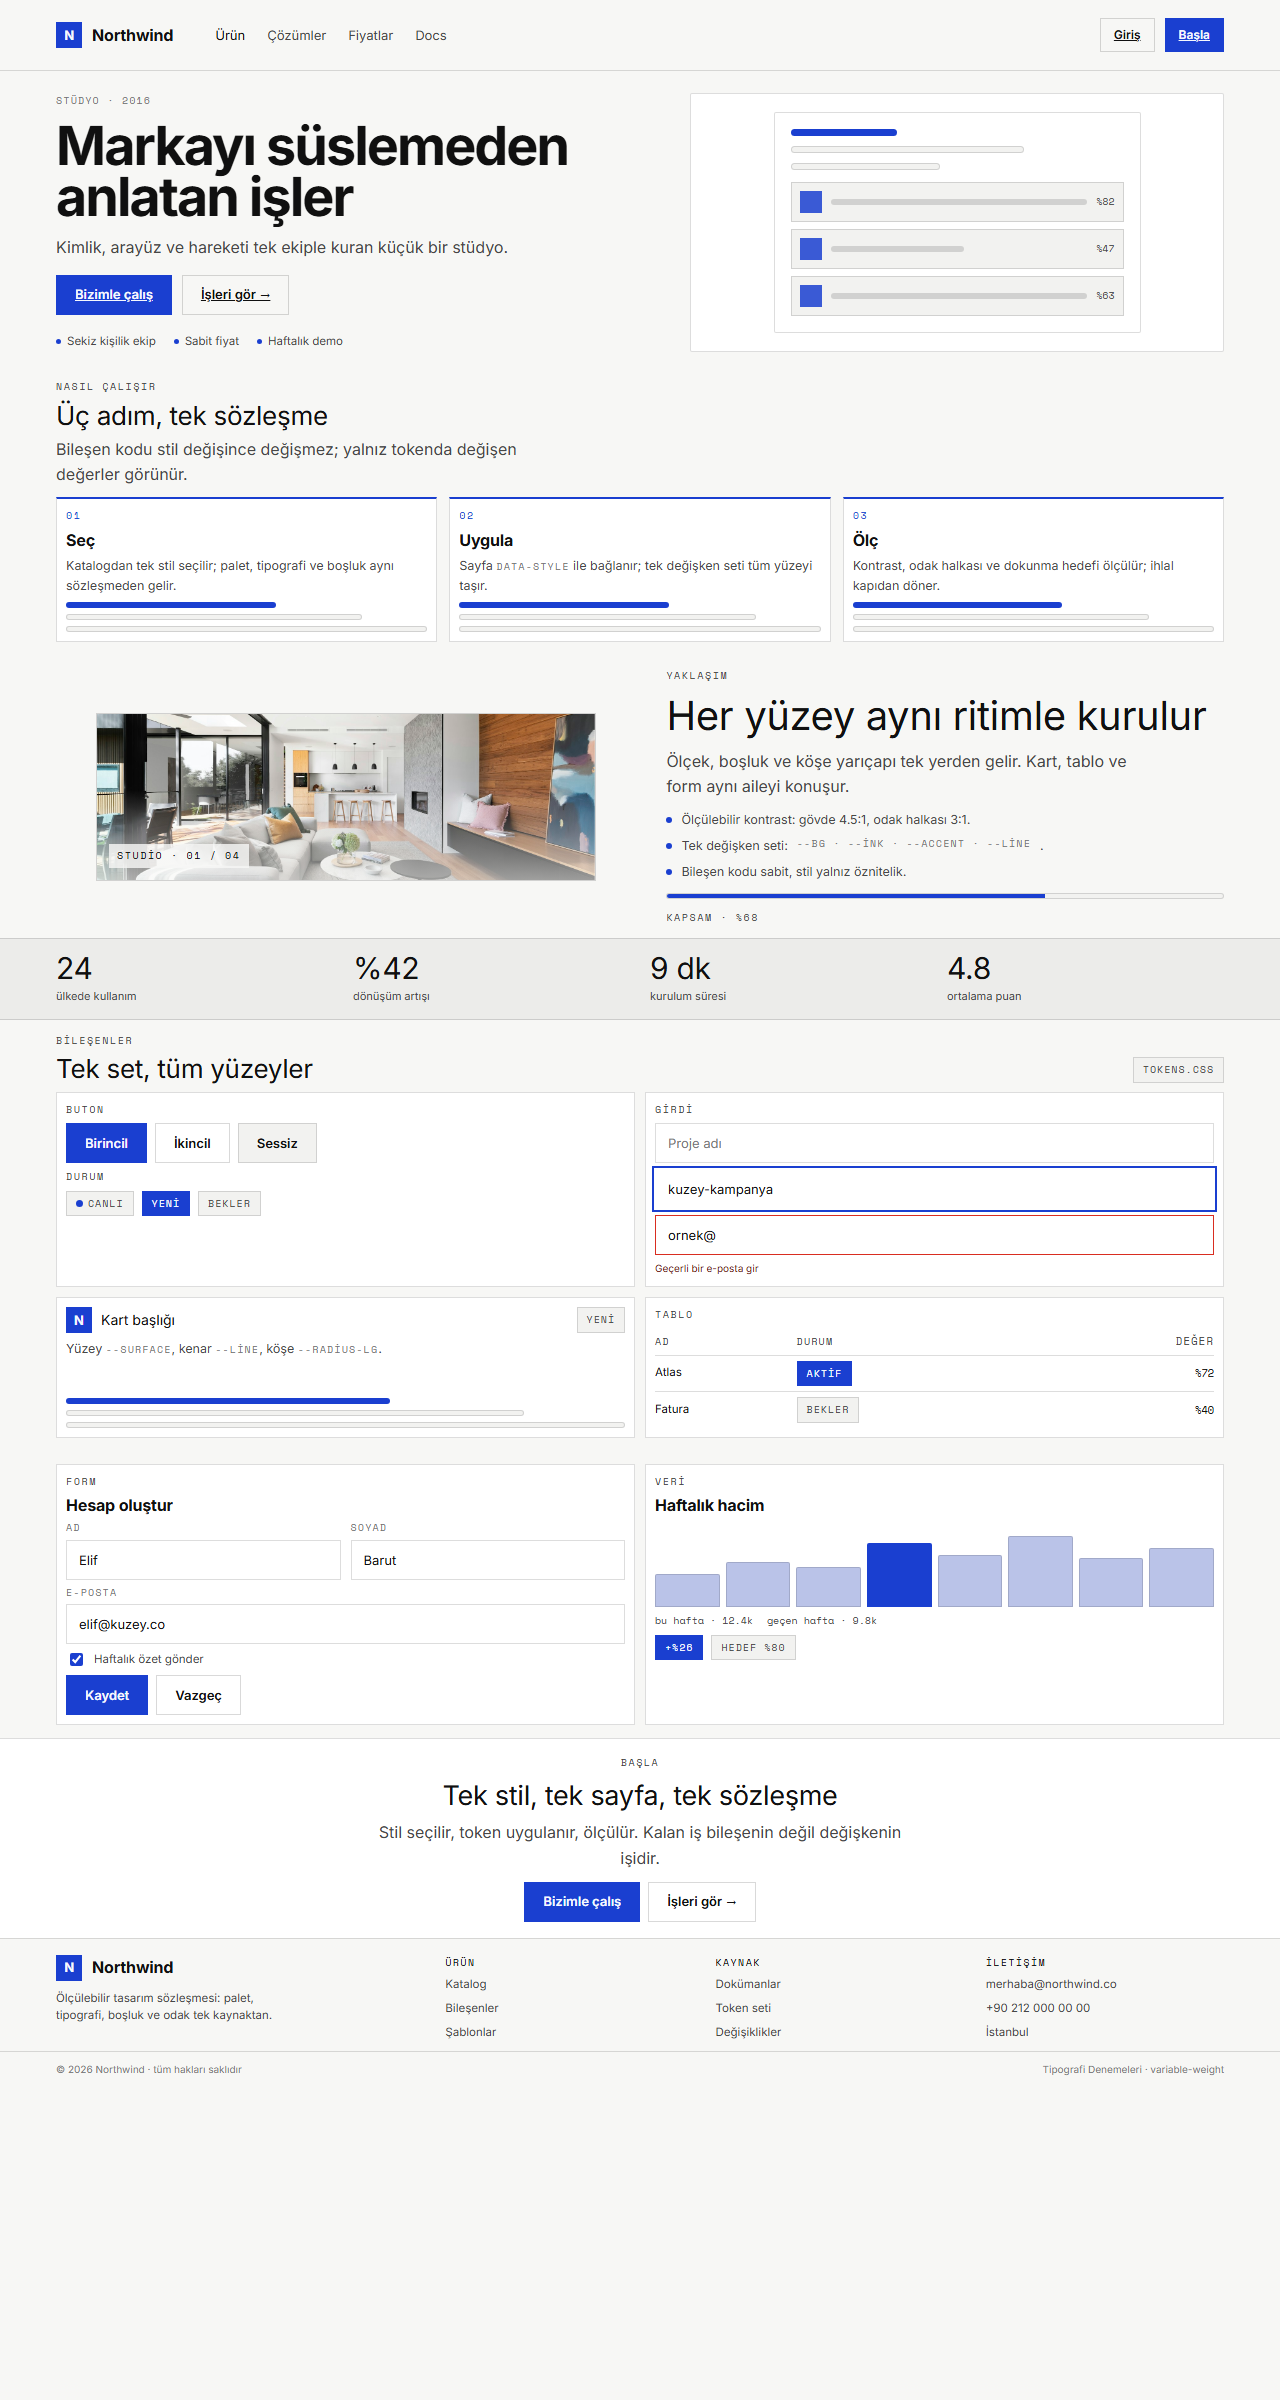 N Northwind Ürün Çözümler Fiyatlar Docs Giriş Başla
STÜDYO · 2016
Markayı süslemeden
anlatan işler
Kimlik, arayüz ve hareketi tek ekiple kuran küçük bir stüdyo.
Bizimle çalış İşleri gör →
Sekiz kişilik ekip Sabit fiyat Haftalık demo
%82
%47
%63
NASIL ÇALIŞIR
Üç adım, tek sözleşme
Bileşen kodu stil değişince değişmez; yalnız tokenda değişen
değerler görünür.
01
Seç
Katalogdan tek stil seçilir; palet, tipografi ve boşluk aynı
sözleşmeden gelir.
02
Uygula
Sayfa DATA-STYLE ile bağlanır; tek değişken seti tüm yüzeyi
taşır.
03
Ölç
Kontrast, odak halkası ve dokunma hedefi ölçülür; ihlal
kapıdan döner.
STUDİO · 01 / 04
YAKLAŞIM
Her yüzey aynı ritimle kurulur
Ölçek, boşluk ve köşe yarıçapı tek yerden gelir. Kart, tablo ve
form aynı aileyi konuşur.
Ölçülebilir kontrast: gövde 4.5:1, odak halkası 3:1.
Tek değişken seti: --BG · --İNK · --ACCENT · --LİNE .
Bileşen kodu sabit, stil yalnız öznitelik.
KAPSAM · %68
24
ülkede kullanım
%42
dönüşüm artışı
9 dk
kurulum süresi
4.8
ortalama puan
BİLEŞENLER
Tek set, tüm yüzeyler
TOKENS.CSS
BUTON
Birincil İkincil Sessiz
DURUM
CANLI YENİ BEKLER
GİRDİ
Proje adı
kuzey-kampanya
ornek@
Geçerli bir e-posta gir
N Kart başlığı YENİ
Yüzey --SURFACE, kenar --LİNE, köşe --RADİUS-LG.
TABLO
AD DURUM DEĞER
Atlas AKTİF %72
Fatura BEKLER %40
FORM
Hesap oluştur
AD SOYAD
Elif Barut
E-POSTA
elif@kuzey.co
Haftalık özet gönder
Kaydet Vazgeç
VERİ
Haftalık hacim
bu hafta · 12.4k geçen hafta · 9.8k
+%26 HEDEF %80
BAŞLA
Tek stil, tek sayfa, tek sözleşme
Stil seçilir, token uygulanır, ölçülür. Kalan iş bileşenin değil değişkenin
işidir.
Bizimle çalış İşleri gör →
N Northwind
Ölçülebilir tasarım sözleşmesi: palet,
tipografi, boşluk ve odak tek kaynaktan.
ÜRÜN
Katalog
Bileşenler
Şablonlar
KAYNAK
Dokümanlar
Token seti
Değişiklikler
İLETİŞİM
merhaba@northwind.co
+90 212 000 00 00
İstanbul
© 2026 Northwind · tüm hakları saklıdır
Tipografi Denemeleri · variable-weight